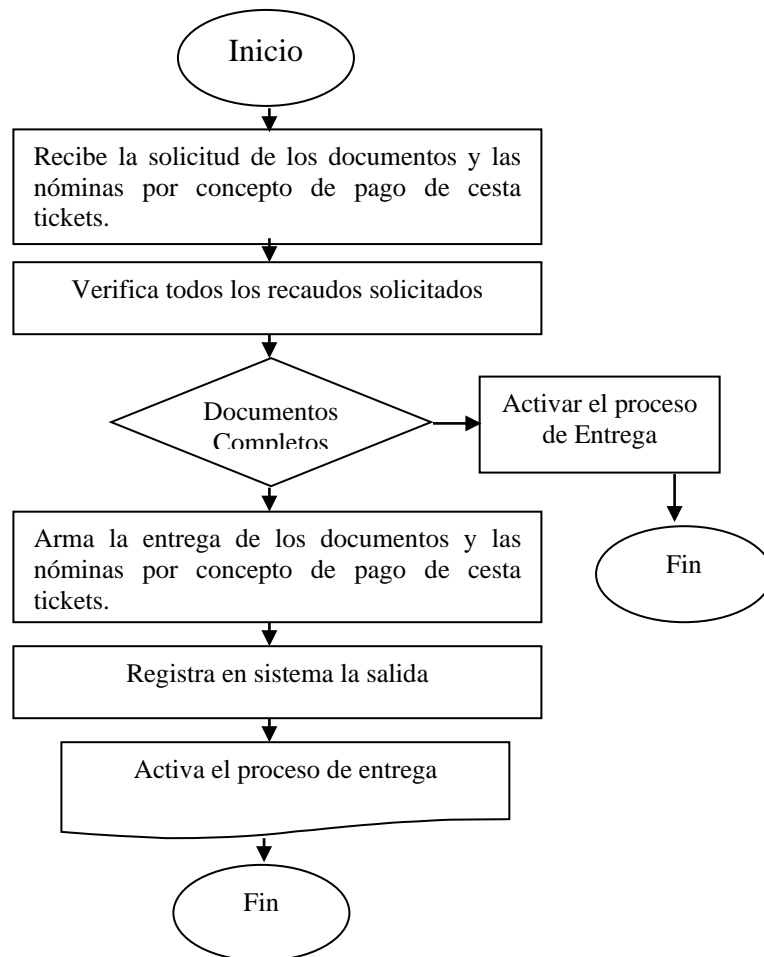 Inicio
Recibe la solicitud de los documentos y las
nóminas por concepto de pago de cesta
tickets.
Verifica todos los recaudos solicitados
Documentos
Completos
Activar el proceso
de Entrega
Fin
Arma la entrega de los documentos y las
nóminas por concepto de pago de cesta
tickets.
Registra en sistema la salida
Activa el proceso de entrega
Fin